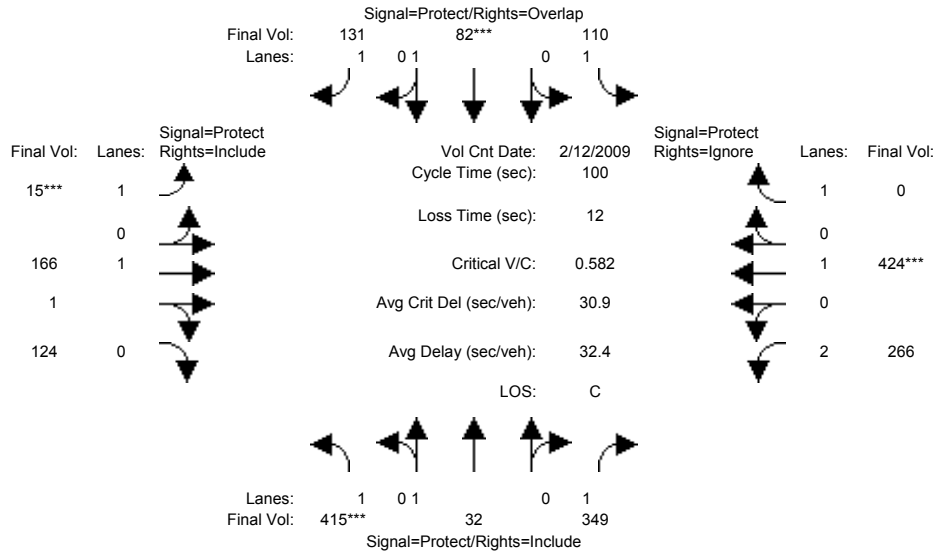 Signal=Protect/Rights=Overlap
Final Vol: 131 82*** 110
Lanes: 1 0 1 0 1
Signal=Protect Signal=Protect
Final Vol: Lanes: Rights=Include Vol Cnt Date: 2/12/2009 Rights=Ignore Lanes: Final Vol:
Cycle Time (sec): 100
15*** 1 1 0
Loss Time (sec): 12
0 0
166 1 Critical V/C: 0.582 1 424***
1 Avg Crit Del (sec/veh): 30.9 0
124 0 Avg Delay (sec/veh): 32.4 2 266
LOS: C
Lanes: 1 0 1 0 1
Final Vol: 415*** 32 349
Signal=Protect/Rights=Include